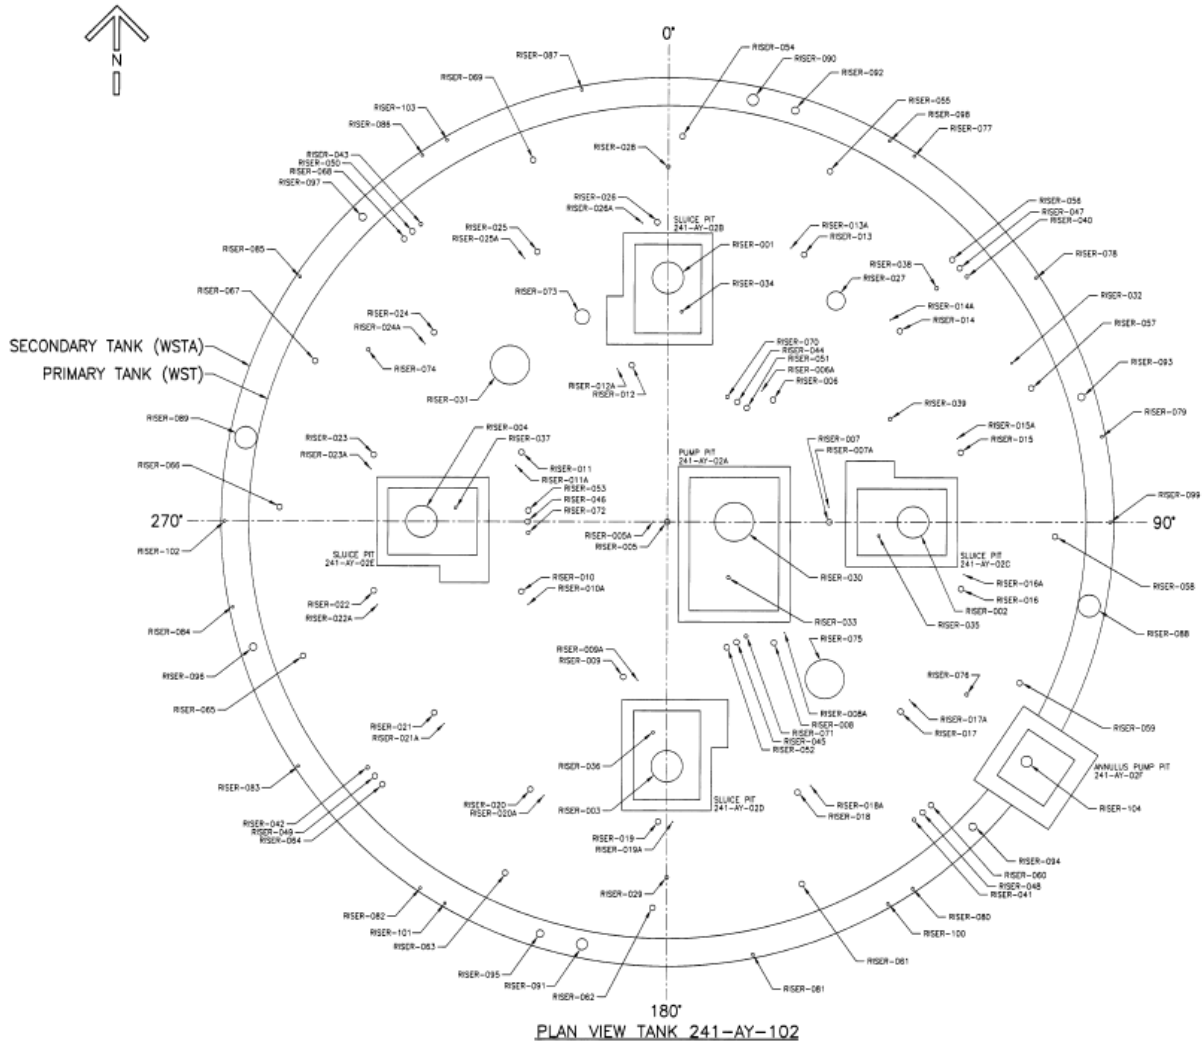 N
0°
RISER-087
RISER-054
RISER-090
RISER-092
RISER-069
RISER-055
RISER-098
RISER-077
RISER-103
RISER-086
RISER-028
RISER-043
RISER-050
RISER-068
RISER-097
RISER-026
RISER-026A
SLUICE PIT
241-AY-02B
RISER-056
RISER-047
RISER-040
RISER-025
RISER-025A
RISER-001
RISER-013A
RISER-013
RISER-085
RISER-038
RISER-027
RISER-078
RISER-067
RISER-073
RISER-034
RISER-032
RISER-024
RISER-024A
RISER-014A
RISER-014
RISER-057
SECONDARY TANK (WSTA)
PRIMARY TANK (WST)
RISER-074
RISER-070
RISER-044
RISER-051
RISER-006A
RISER-006
RISER-093
RISER-031
RISER-012A
RISER-012
RISER-039
RISER-079
RISER-089
RISER-004
RISER-037
RISER-015A
RISER-015
RISER-023
RISER-023A
RISER-007
RISER-007A
RISER-066
RISER-011
RISER-011A
PUMP PIT
241-AY-02A
RISER-053
RISER-046
RISER-072
RISER-099
270°
90°
RISER-102
RISER-005A
RISER-005
SLUICE PIT
241-AY-02E
SLUICE PIT
241-AY-02C
RISER-030
RISER-016A
RISER-016
RISER-002
RISER-035
RISER-058
RISER-010
RISER-010A
RISER-022
RISER-022A
RISER-033
RISER-075
RISER-088
RISER-084
RISER-009A
RISER-009
RISER-096
RISER-076
RISER-065
RISER-021
RISER-021A
RISER-008A
RISER-008
RISER-071
RISER-045
RISER-052
RISER-017A
RISER-017
RISER-059
RISER-036
ANNULUS PUMP PIT
241-AY-02F
RISER-083
RISER-104
RISER-020
RISER-020A
RISER-003
SLUICE PIT
241-AY-02D
RISER-018A
RISER-018
RISER-042
RISER-049
RISER-064
RISER-019
RISER-019A
RISER-094
RISER-060
RISER-048
RISER-041
RISER-029
RISER-082
RISER-101
RISER-063
RISER-080
RISER-100
RISER-095
RISER-091
RISER-062
RISER-061
RISER-081
180°
PLAN VIEW TANK 241-AY-102